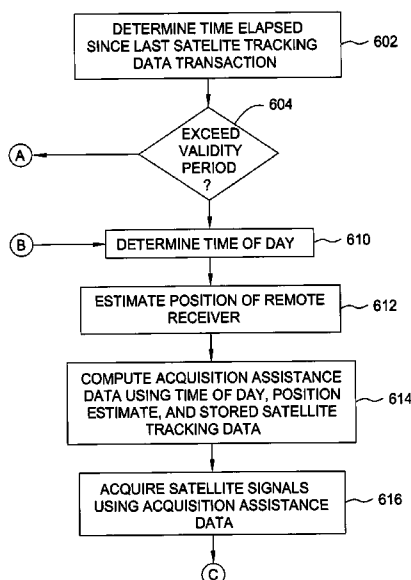 DETERMINE TIME ELAPSED
SINCE LAST SATELITE TRACKING
DATA TRANSACTION
602
604
EXCEED
VALIDITY
PERIOD
?
A
B
DETERMINE TIME OF DAY
610
ESTIMATE POSITION OF REMOTE
RECEIVER
612
COMPUTE ACQUISITION ASSISTANCE
DATA USING TIME OF DAY, POSITION
ESTIMATE, AND STORED SATELLITE
TRACKING DATA
614
ACQUIRE SATELLITE SIGNALS
USING ACQUISITION ASSISTANCE
DATA
616
C